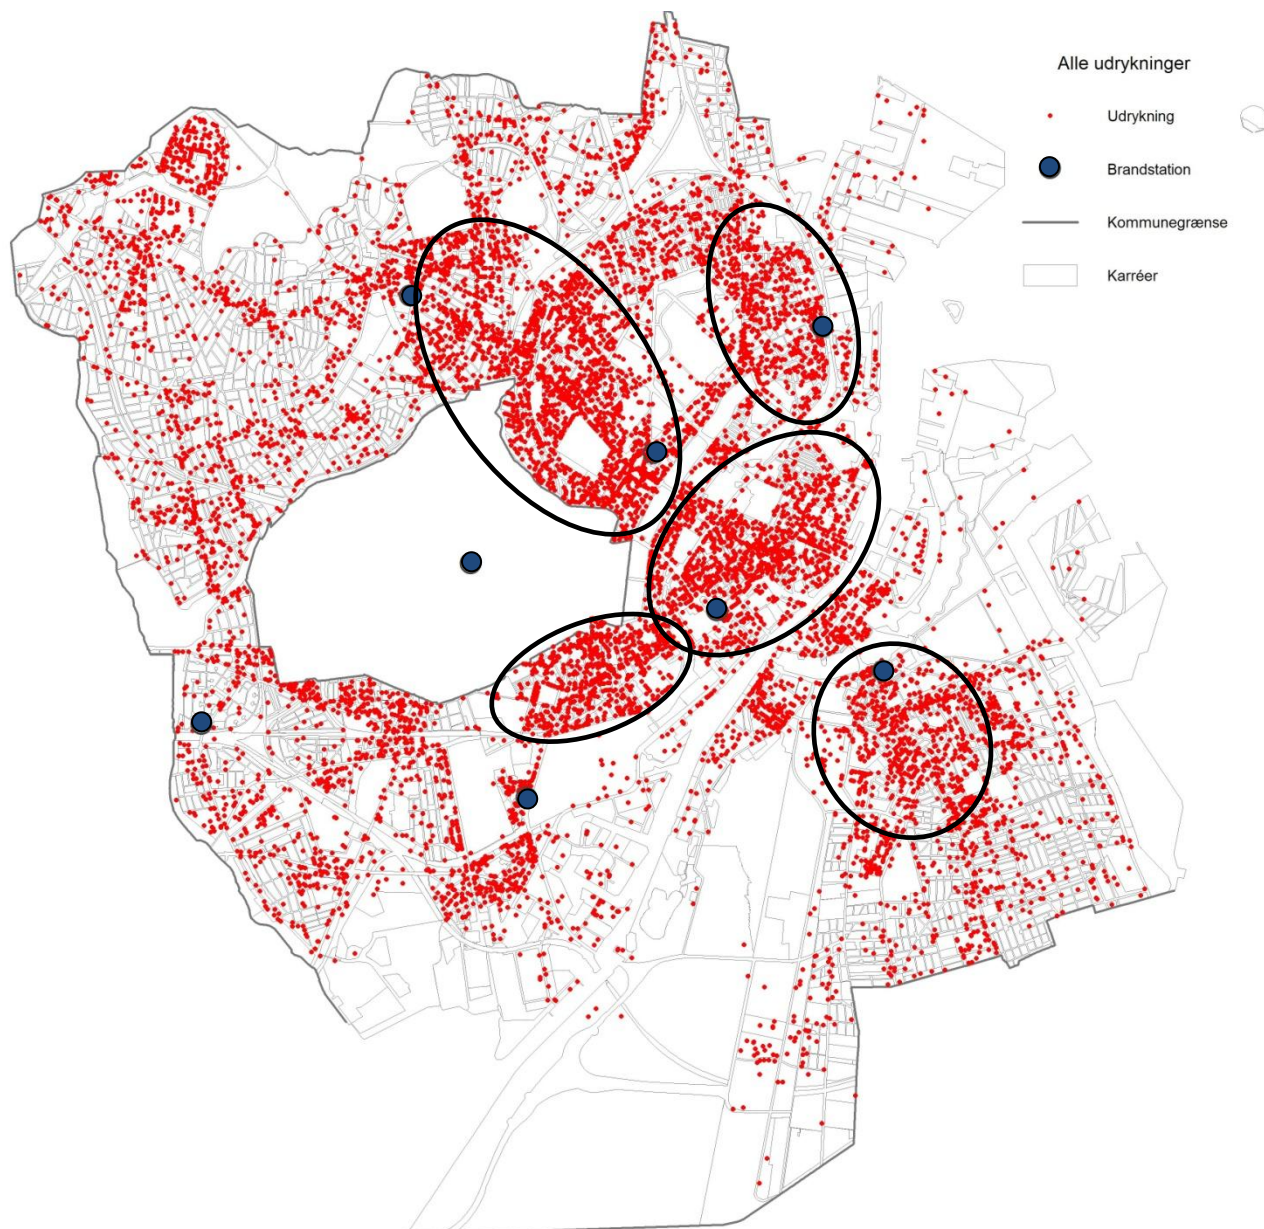 Alle udrykninger
Udrykning
Brandstation
Kommunegrænse
Karréer